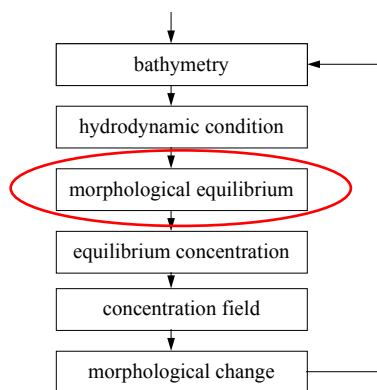 bathymetry
hydrodynamic condition
morphological equilibrium
equilibrium concentration
concentration field
morphological change